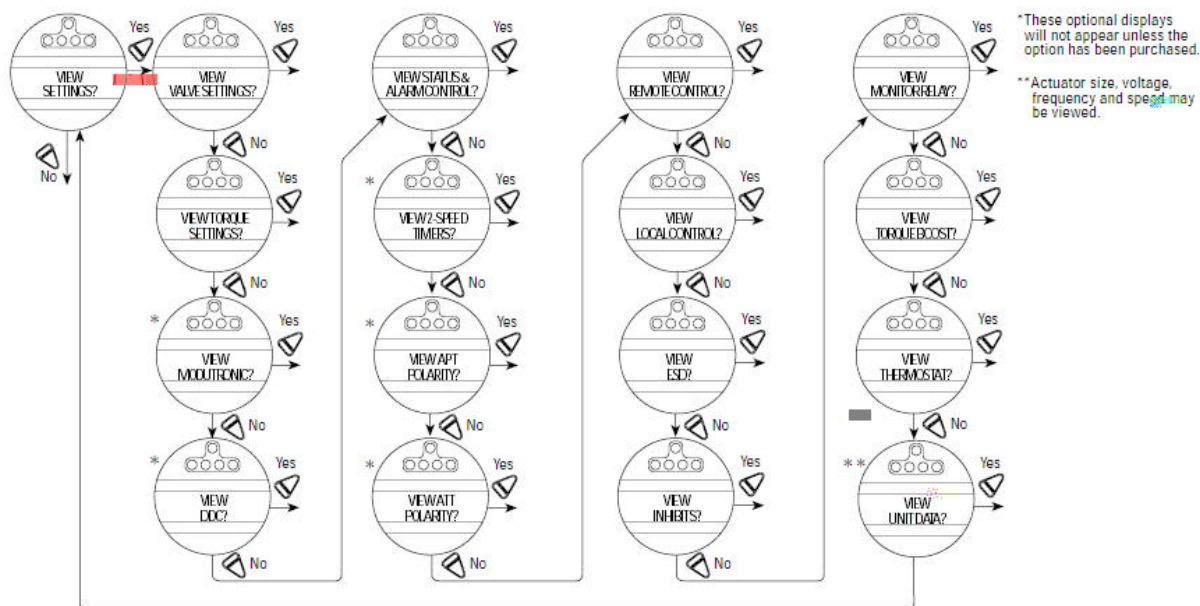 Yes
Yes
VIEW
SETTINGS?
No
VIEW
VALVE SETTINGS?
No
Yes
VIEW TORQUE
SETTINGS?
No
*
Yes
VIEW
MODUTRONIC?
No
*
Yes
VIEW
DDC?
No
Yes
VIEW STATUS &
ALARM CONTROL?
No
*
Yes
VIEW 2-SPEED
TIMERS?
No
*
Yes
VIEW APT
POLARITY?
No
*
Yes
VIEW ATT
POLARITY?
No
Yes
VIEW
REMOTE CONTROL?
No
Yes
VIEW
LOCAL CONTROL?
No
Yes
VIEW
ESD?
No
Yes
VIEW
INHIBITS?
No
Yes
VIEW
MONITOR RELAY?
No
Yes
VIEW
TORQUE BOOST?
No
Yes
VIEW
THERMOSTAT?
No
**
Yes
VIEW
UNIT DATA?
*These optional displays
will not appear unless the
option has been purchased.
**Actuator size, voltage,
frequency and speed may
be viewed.